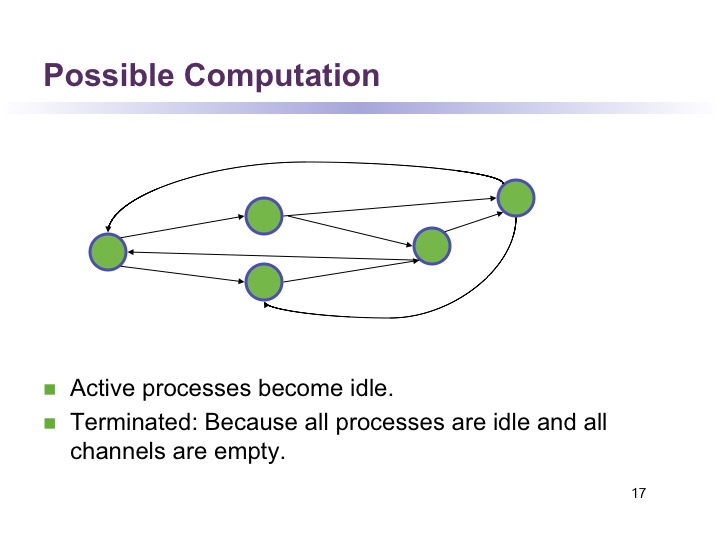 Possible Computation
Active processes become idle.
Terminated: Because all processes are idle and all
channels are empty.
17